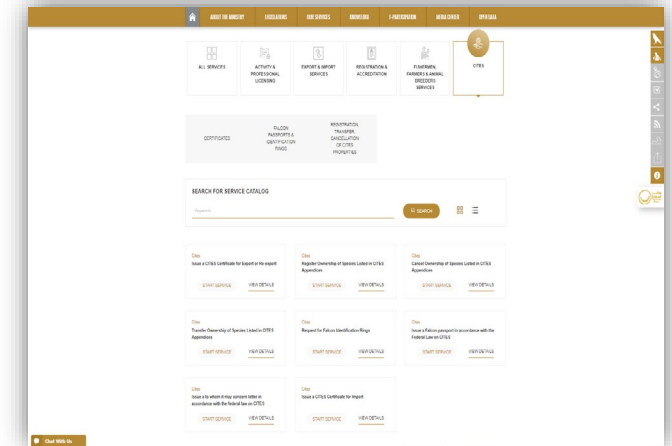 ABOUT THE MINISTRY LEGISLATIONS OUR SERVICES KNOWLEDGE E-PARTICIPATION MEDIA CENTER OPEN DATA
ALL SERVICES
ACTIVITY &
PROFESSIONAL
LICENSING
EXPORT & IMPORT
SERVICES
REGISTRATION &
ACCREDITATION
FISHERMEN,
FARMERS & ANIMAL
BREEDERS
SERVICES
CITES
CERTIFICATES
FALCON
PASSPORTS &
IDENTIFICATION
RINGS
REGISTRATION,
TRANSFER,
CANCELLATION
OF CITES
PROPERTIES
SEARCH FOR SERVICE CATALOG
Keyword
SEARCH
Cites
Issue a CITES Certificate for Export or Re-export
START SERVICE VIEW DETAILS
Cites
Register Ownership of Species Listed in CITES
Appendices
START SERVICE VIEW DETAILS
Cites
Cancel Ownership of Species Listed in CITES
Appendices
START SERVICE VIEW DETAILS
Cites
Transfer Ownership of Species Listed in CITES
Appendices
START SERVICE VIEW DETAILS
Cites
Request for Falcon Identification Rings
START SERVICE VIEW DETAILS
Cites
Issue a Falcon passport in accordance with the
Federal Law on CITES
START SERVICE VIEW DETAILS
Cites
Issue a to whom it may concern letter in
accordance with the federal law on CITES
START SERVICE VIEW DETAILS
Cites
Issue a CITES Certificate for Import
START SERVICE VIEW DETAILS
Chat With Us